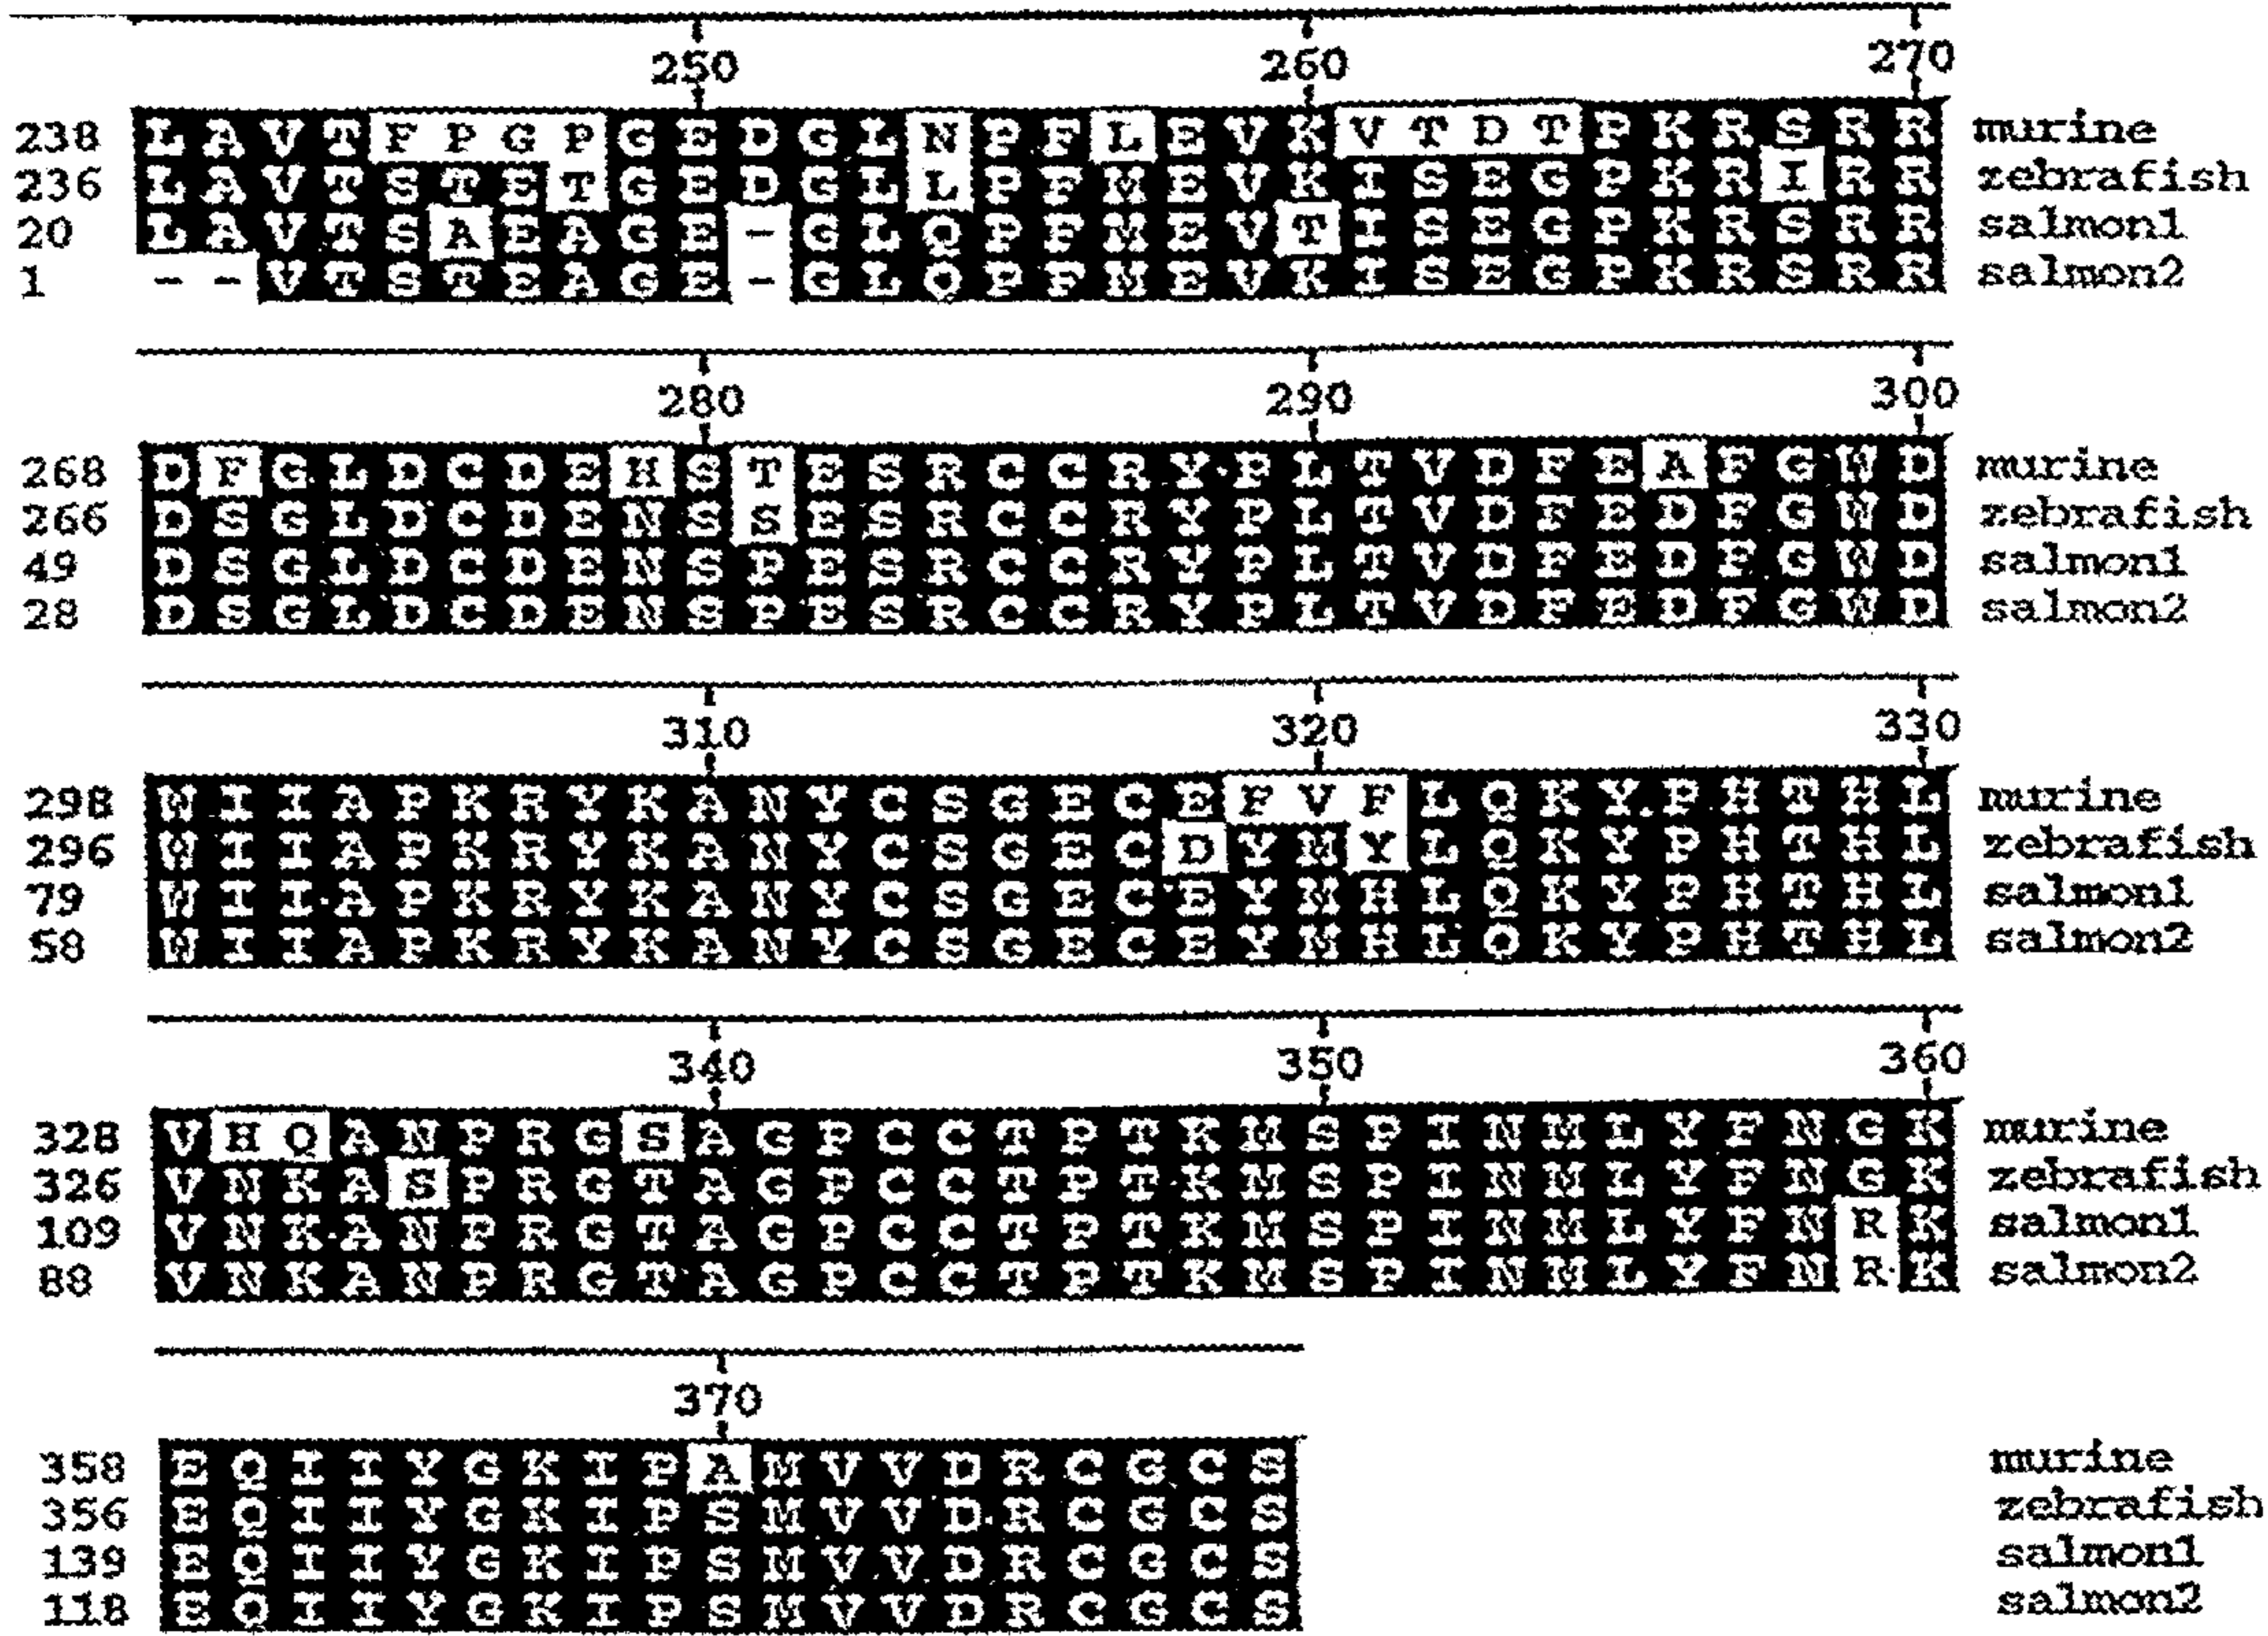 250 260 270
238 L A V T F P G P G E D G L N P F L E V K V T D T P K R S R R murine
236 L A V T S T E T G E D G L L P F M E V K I S E G P K R I R R zebrafish
20 L A V T S A E A G E - G L Q P F M E V T I S E G P K R S R R salmon1
1 - - V T S T E A G E - G L Q P F M E V K I S E G P K R S R R salmon2
280 290 300
268 D F G L D C D E H S T E S R C C R Y P L T V D F E A F G W D murine
266 D S G L D C D E N S S E S R C C R Y P L T V D F E D F G W D zebrafish
49 D S G L D C D E N S P E S R C C R Y P L T V D F E D F G W D salmon1
28 D S G L D C D E N S P E S R C C R Y P L T V D F E D F G W D salmon2
310 320 330
298 W I I A P K R Y K A N Y C S G E C E F V F L Q K Y P H T H L murine
296 W I I A P K R Y K A N Y C S G E C D Y M Y L Q K Y P H T H L zebrafish
79 W I I A P K R Y K A N Y C S G E C E Y M H L Q K Y P H T H L salmon1
58 W I I A P K R Y K A N Y C S G E C E Y M H L Q K Y P H T H L salmon2
340 350 360
328 V H Q A N P R G S A G P C C T P T K M S P I N M L Y F N G K murine
326 V N K A S P R G T A G P C C T P T K M S P I N M L Y F N G K zebrafish
109 V N K A N P R G T A G P C C T P T K M S P I N M L Y F N R K salmon1
88 V N K A N P R G T A G P C C T P T K M S P I N M L Y F N R K salmon2
370
358 E Q I I Y G K I P A M V V D R C G C S murine
356 E Q I I Y G K I P S M V V D R C G C S zebrafish
139 E Q I I Y G K I P S M V V D R C G C S salmon1
118 E Q I I Y G K I P S M V V D R C G C S salmon2